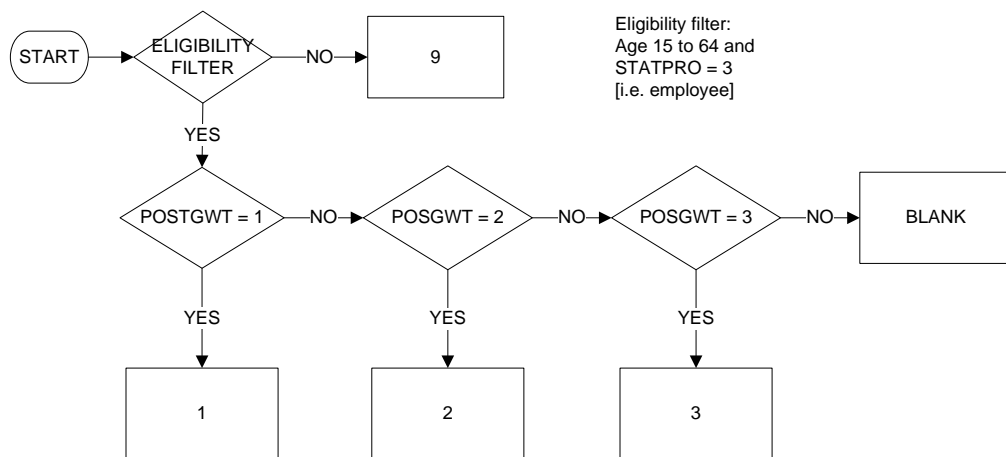 START
ELIGIBILITY
FILTER
NO
9
Eligibility filter:
Age 15 to 64 and
STATPRO = 3
[i.e. employee]
YES
POSTGWT = 1
NO
POSGWT = 2
NO
POSGWT = 3
NO
BLANK
YES
YES
YES
1
2
3